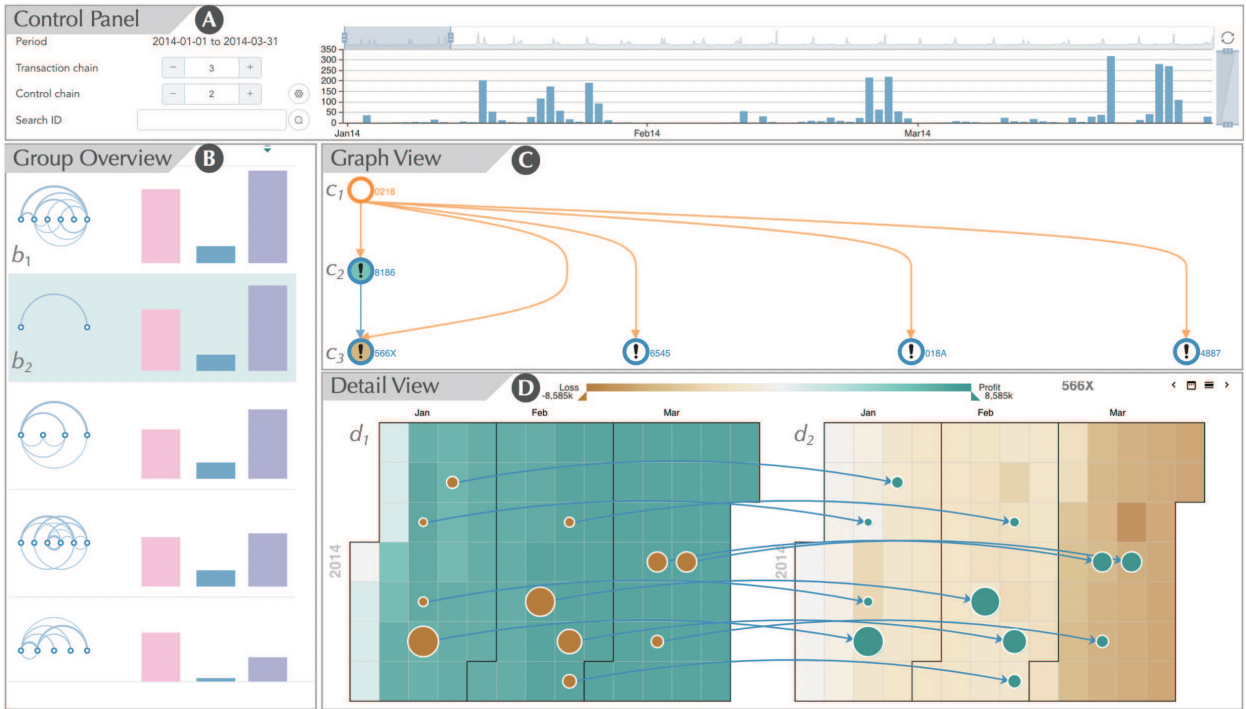 Control Panel A
Period 2014-01-01 to 2014-03-31
Transaction chain − 3 +
Control chain − 2 +
Search ID
350
300
250
200
150
100
50
0
Jan14 Feb14 Mar14
Group Overview B
b1
b2
Graph View C
c1 0218
c2 ! 8186
c3 ! 566X ! 6545 ! 018A ! 4887
Detail View D
Loss Profit
-8,585k 8,585k
566X
Jan Feb Mar
d1
2014
Jan Feb Mar
d2
2014